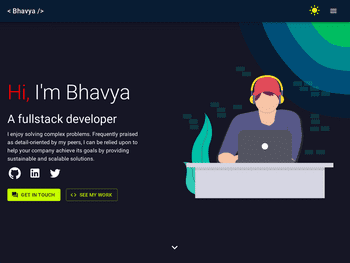 < Bhavya />
Hi, I'm Bhavya
A fullstack developer
I enjoy solving complex problems. Frequently praised
as detail-oriented by my peers, I can be relied upon to
help your company achieve its goals by providing
sustainable and scalable solutions.
GET IN TOUCH
SEE MY WORK